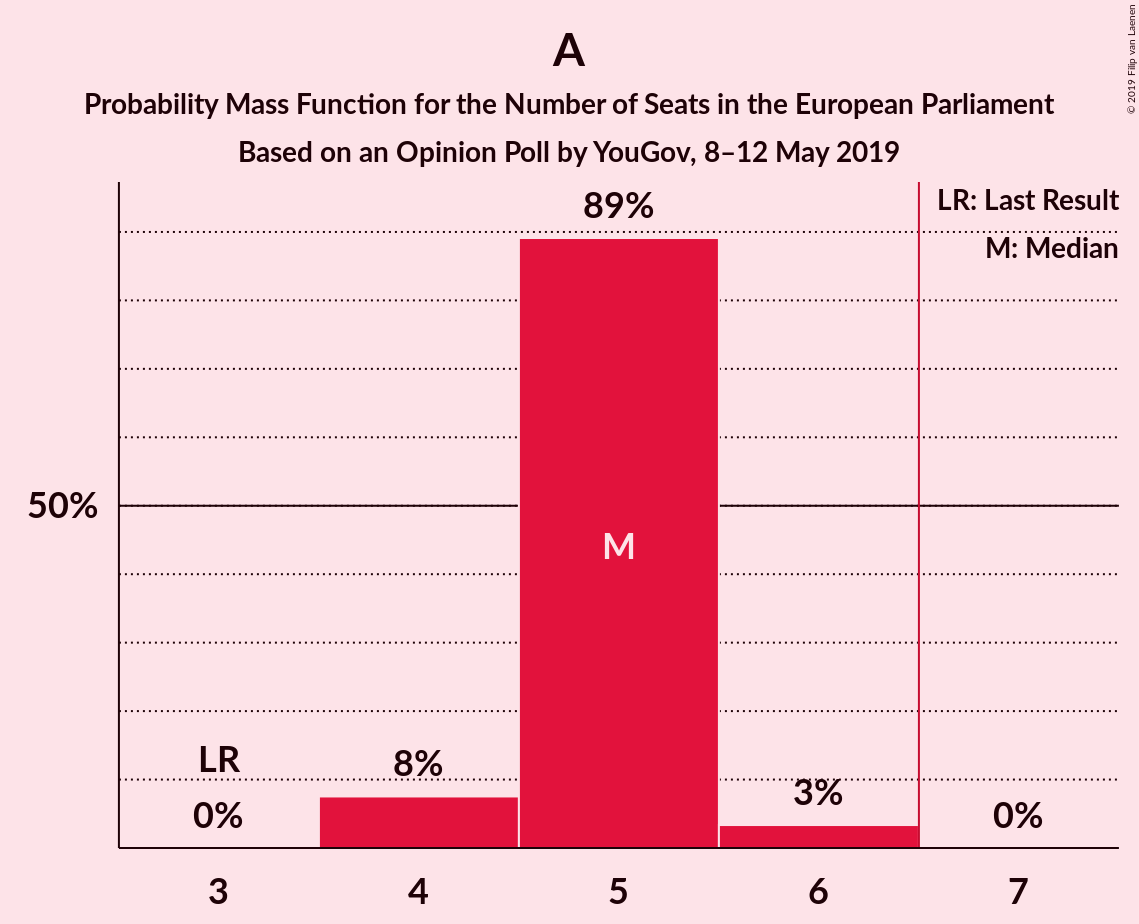 A
Probability Mass Function for the Number of Seats in the European Parliament
Based on an Opinion Poll by YouGov, 8–12 May 2019
© 2019 Filip van Laenen
LR: Last Result
M: Median
89%
50%
M
LR
0%
8%
3%
0%
3 4 5 6 7